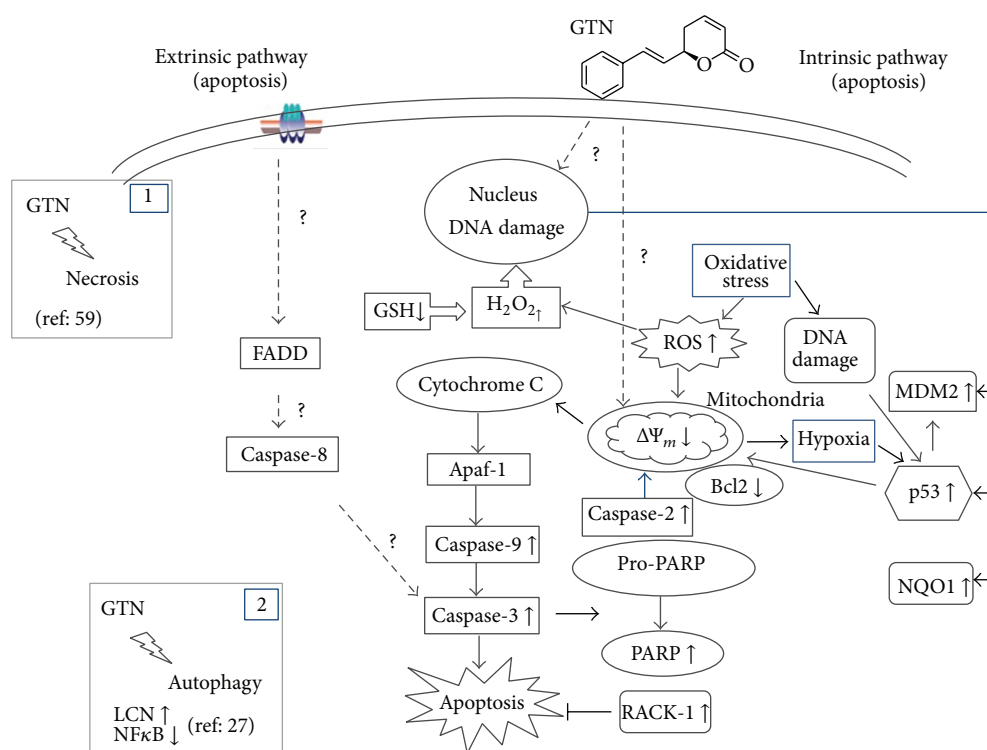 GTN
O
O
Extrinsic pathway
(apoptosis)
Intrinsic pathway
(apoptosis)
?
1
GTN
Necrosis
(ref: 59)
Nucleus
DNA damage
?
?
Oxidative
stress
GSH↓
H₂O₂↑
ROS ↑
DNA
damage
FADD
Cytochrome C
Mitochondria
MDM2 ↑
?
ΔΨm ↓
Hypoxia
Caspase-8
Apaf-1
Bcl2 ↓
p53 ↑
Caspase-2 ↑
?
Caspase-9 ↑
Pro-PARP
NQO1 ↑
2
GTN
Caspase-3 ↑
PARP ↑
Autophagy
LCN ↑
NFκB ↓
(ref: 27)
Apoptosis
RACK-1 ↑